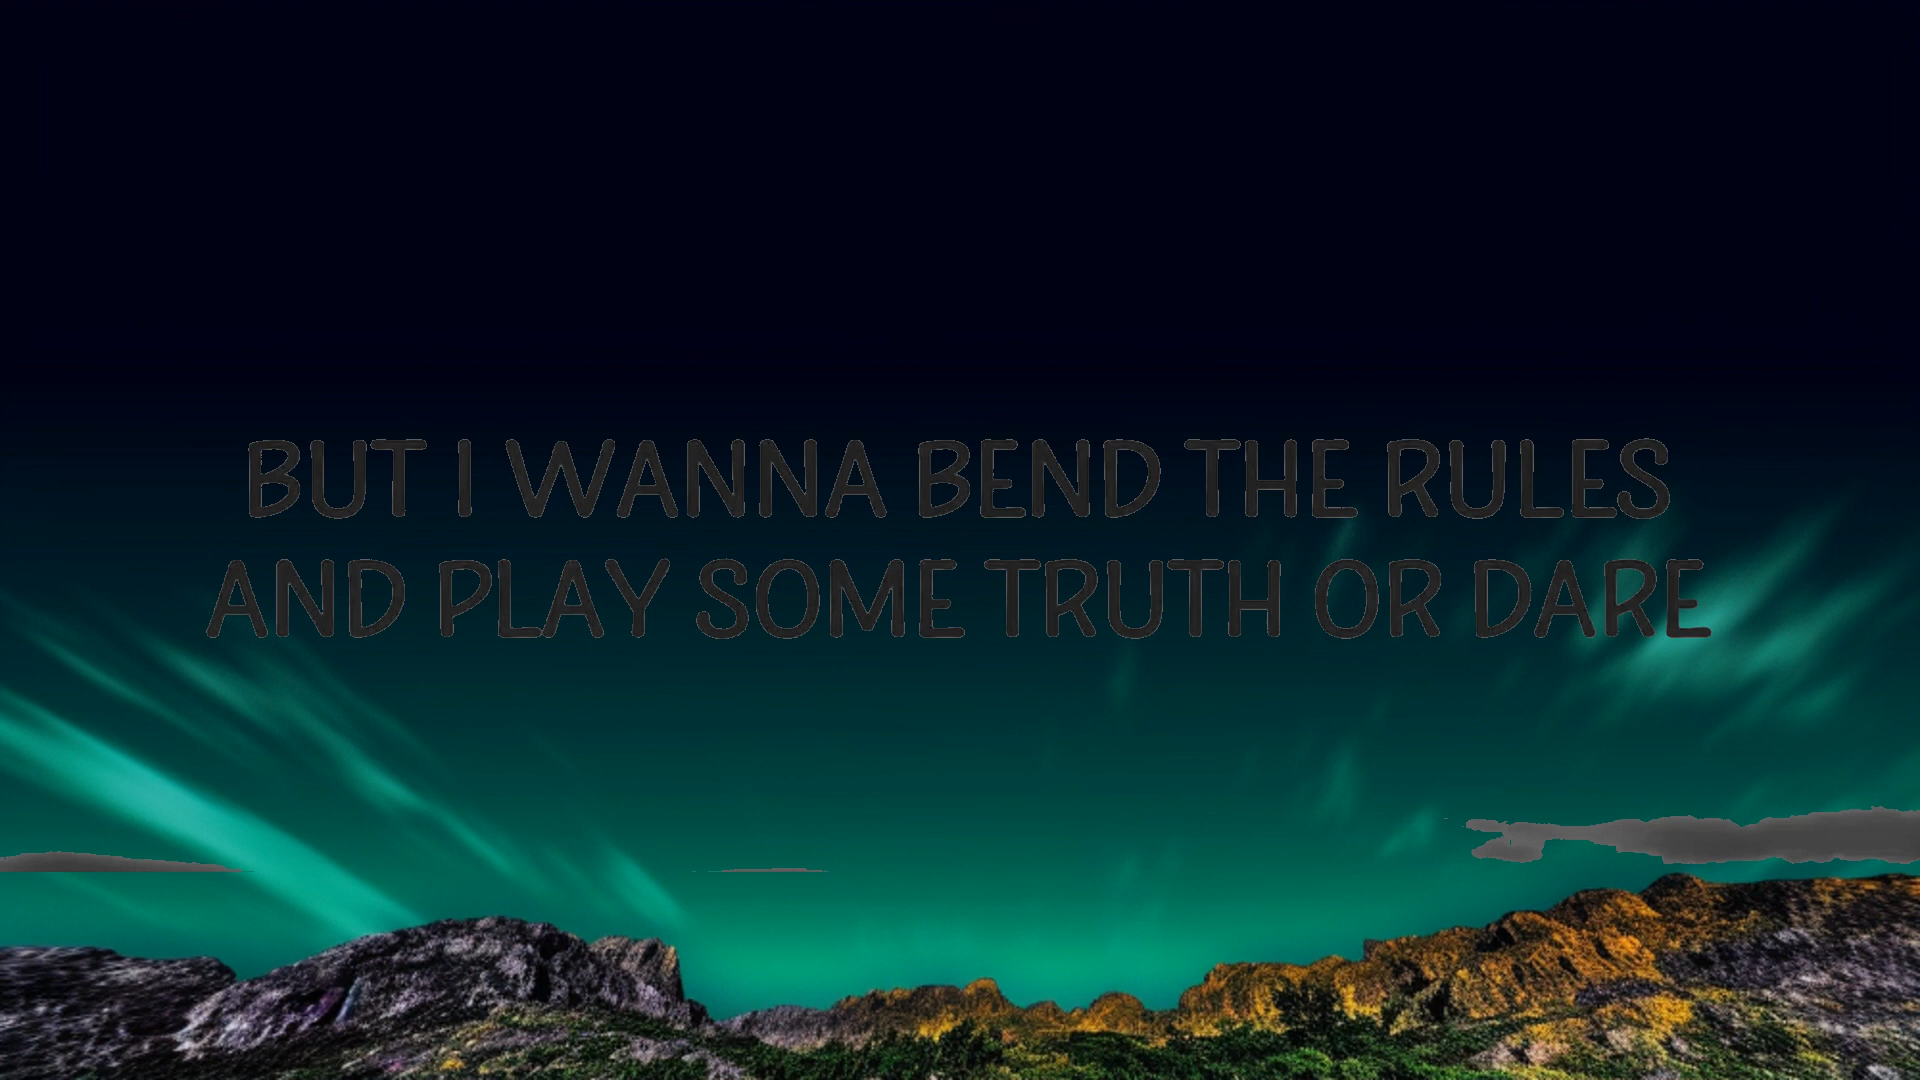 BUT I WANNA BEND THE RULES
AND PLAY SOME TRUTH OR DARE